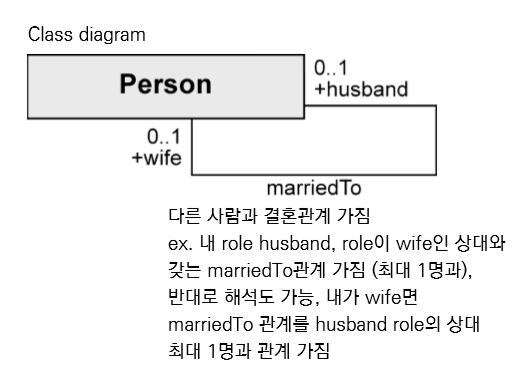 Class diagram
Person
0..1
+husband
0..1
+wife
marriedTo
다른 사람과 결혼관계 가짐
ex. 내 role husband, role이 wife인 상대와
갖는 marriedTo관계 가짐 (최대 1명과),
반대로 해석도 가능, 내가 wife면
marriedTo 관계를 husband role의 상대
최대 1명과 관계 가짐